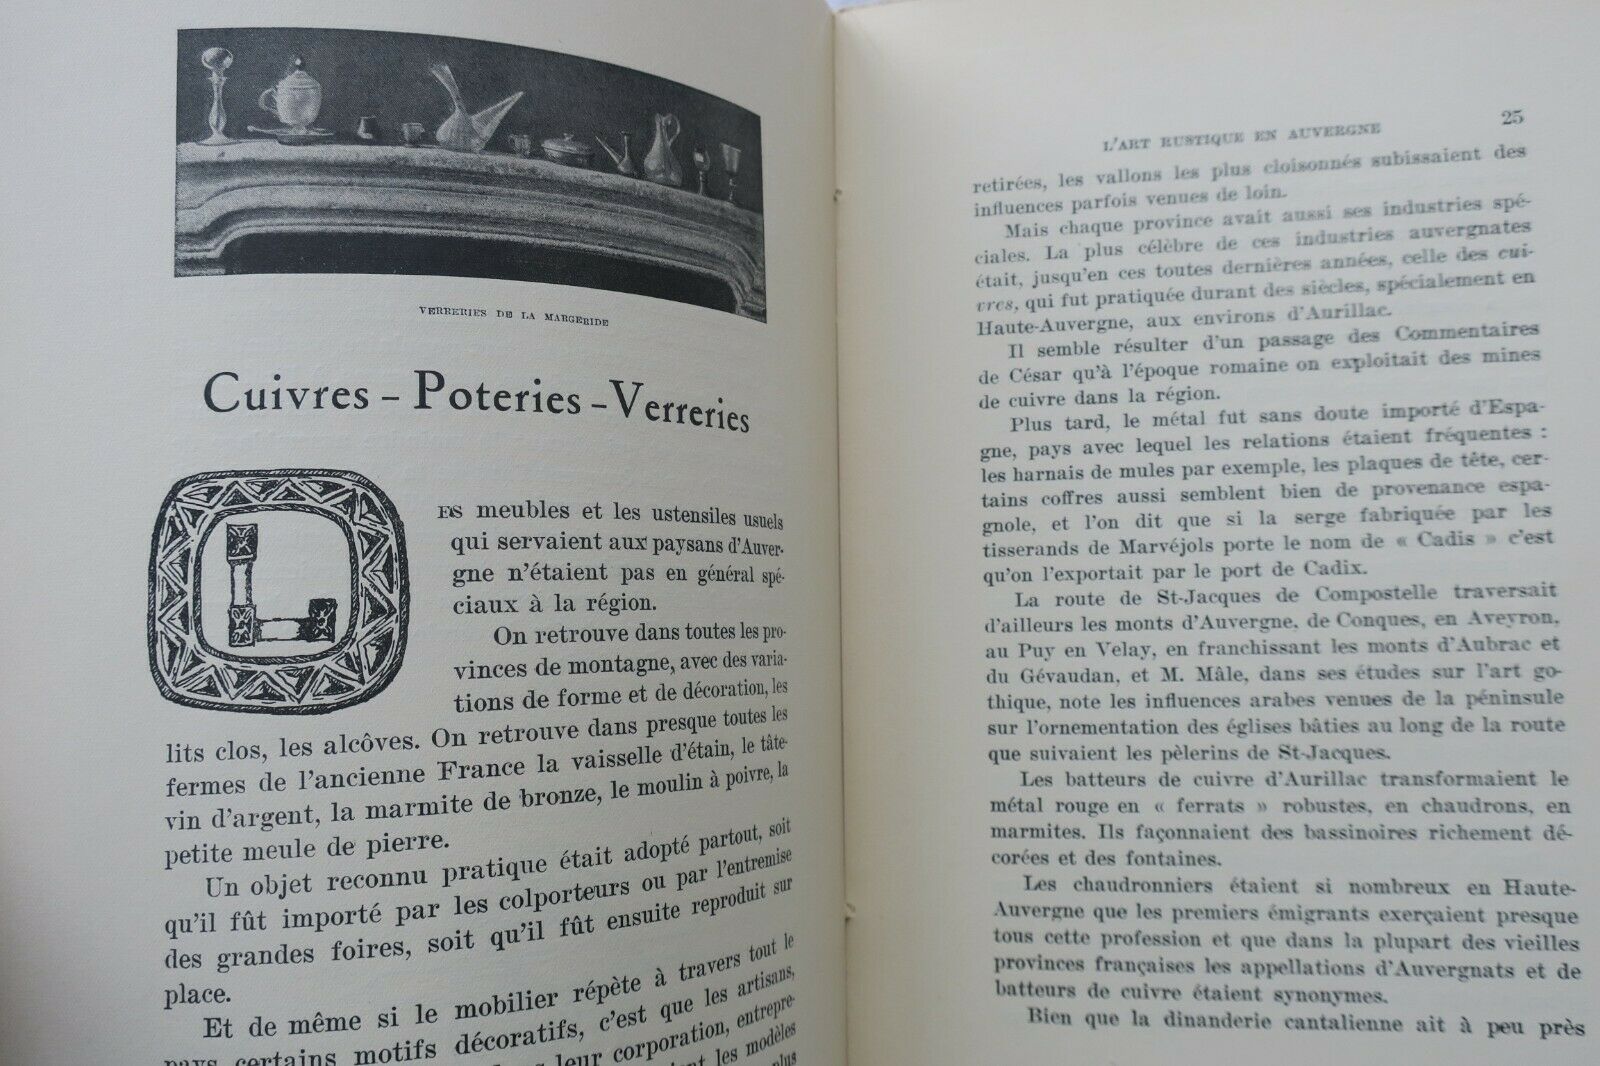 VERRERIES DE LA MARGERIDE
Cuivres - Poteries - Verreries
LES meubles et les ustensiles usuels
qui servaient aux paysans d'Auver-
gne n'étaient pas en général spé-
ciaux à la région.
On retrouve dans toutes les pro-
vinces de montagne, avec des varia-
tions de forme et de décoration, les
lits clos, les alcôves. On retrouve dans presque toutes les
fermes de l'ancienne France la vaisselle d'étain, le tâte-
vin d'argent, la marmite de bronze, le moulin à poivre, la
petite meule de pierre.
Un objet reconnu pratique était adopté partout, soit
qu'il fût importé par les colporteurs ou par l'entremise
des grandes foires, soit qu'il fût ensuite reproduit sur
place.
Et de même si le mobilier répète à travers tout le
pays certains motifs décoratifs, c'est que les artisans,
leur corporation, entrepre-
les modèles
plus
L'ART RUSTIQUE EN AUVERGNE 25
retirées, les vallons les plus cloisonnés subissaient des
influences parfois venues de loin.
Mais chaque province avait aussi ses industries spé-
ciales. La plus célèbre de ces industries auvergnates
était, jusqu'en ces toutes dernières années, celle des cui-
vres, qui fut pratiquée durant des siècles, spécialement en
Haute-Auvergne, aux environs d'Aurillac.
Il semble résulter d'un passage des Commentaires
de César qu'à l'époque romaine on exploitait des mines
de cuivre dans la région.
Plus tard, le métal fut sans doute importé d'Espa-
gne, pays avec lequel les relations étaient fréquentes :
les harnais de mules par exemple, les plaques de tête, cer-
tains coffres aussi semblent bien de provenance espa-
gnole, et l'on dit que si la serge fabriquée par les
tisserands de Marvéjols porte le nom de « Cadis » c'est
qu'on l'exportait par le port de Cadix.
La route de St-Jacques de Compostelle traversait
d'ailleurs les monts d'Auvergne, de Conques, en Aveyron,
au Puy en Velay, en franchissant les monts d'Aubrac et
du Gévaudan, et M. Mâle, dans ses études sur l'art go-
thique, note les influences arabes venues de la péninsule
sur l'ornementation des églises bâties au long de la route
que suivaient les pèlerins de St-Jacques.
Les batteurs de cuivre d'Aurillac transformaient le
métal rouge en « ferrats » robustes, en chaudrons, en
marmites. Ils façonnaient des bassinoires richement dé-
corées et des fontaines.
Les chaudronniers étaient si nombreux en Haute-
Auvergne que les premiers émigrants exerçaient presque
tous cette profession et que dans la plupart des vieilles
provinces françaises les appellations d'Auvergnats et de
batteurs de cuivre étaient synonymes.
Bien que la dinanderie cantalienne ait à peu près